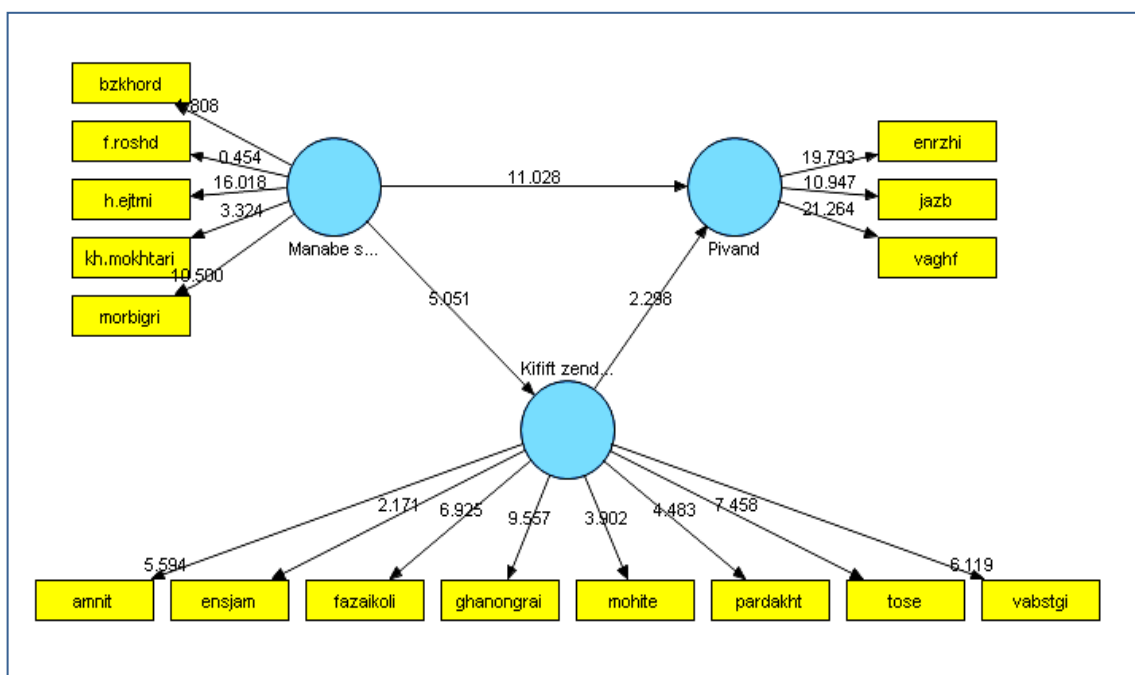 bzkhord
f.roshd
0.454
h.ejtmi
16.018
kh.mokhtari
3.324
morbigri
10.500
Manabe s...
11.028
Pivand
enrzhi
19.793
jazb
10.947
vaghf
21.264
5.051
2.298
Kifift zend...
5.594
2.171
6.925
9.557
3.902
4.483
7.458
6.119
amnit
ensjam
fazaikoli
ghanongrai
mohite
pardakht
tose
vabstgi